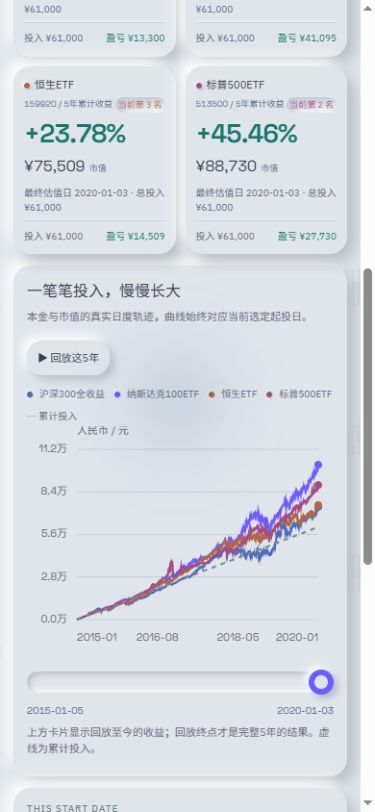 ¥61,000
¥61,000
投入 ¥61,000 盈亏 ¥13,300
投入 ¥61,000 盈亏 ¥41,095
恒生ETF
159920 / 5年累计收益 当前第 3 名
+23.78%
¥75,509 市值
最终估值日 2020-01-03 · 总投入
¥61,000
投入 ¥61,000 盈亏 ¥14,509
标普500ETF
513500 / 5年累计收益 当前第 2 名
+45.46%
¥88,730 市值
最终估值日 2020-01-03 · 总投入
¥61,000
投入 ¥61,000 盈亏 ¥27,730
一笔笔投入，慢慢长大
本金与市值的真实日度轨迹，曲线始终对应当前选定起投日。
▶ 回放这5年
沪深300全收益 纳斯达克100ETF 恒生ETF 标普500ETF
累计投入
人民币 / 元
11.2万
8.4万
5.6万
2.8万
0.0万
2015-01 2016-08 2018-05 2020-01
2015-01-05 2020-01-03
上方卡片显示回放至今的收益；回放终点才是完整5年的结果。虚
线为累计投入。
THIS START DATE